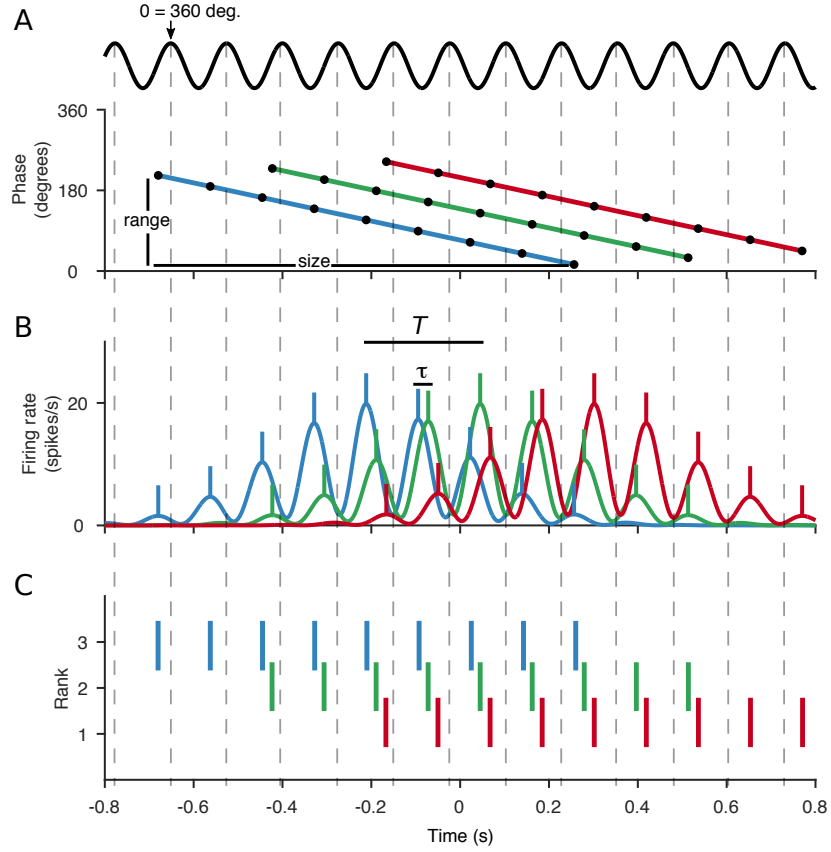 A
0 = 360 deg.
360
180
0
Phase
(degrees)
range
size
B
T
τ
20
0
Firing rate
(spikes/s)
C
3
2
1
Rank
-0.8
-0.6
-0.4
-0.2
0
0.2
0.4
0.6
0.8
Time (s)